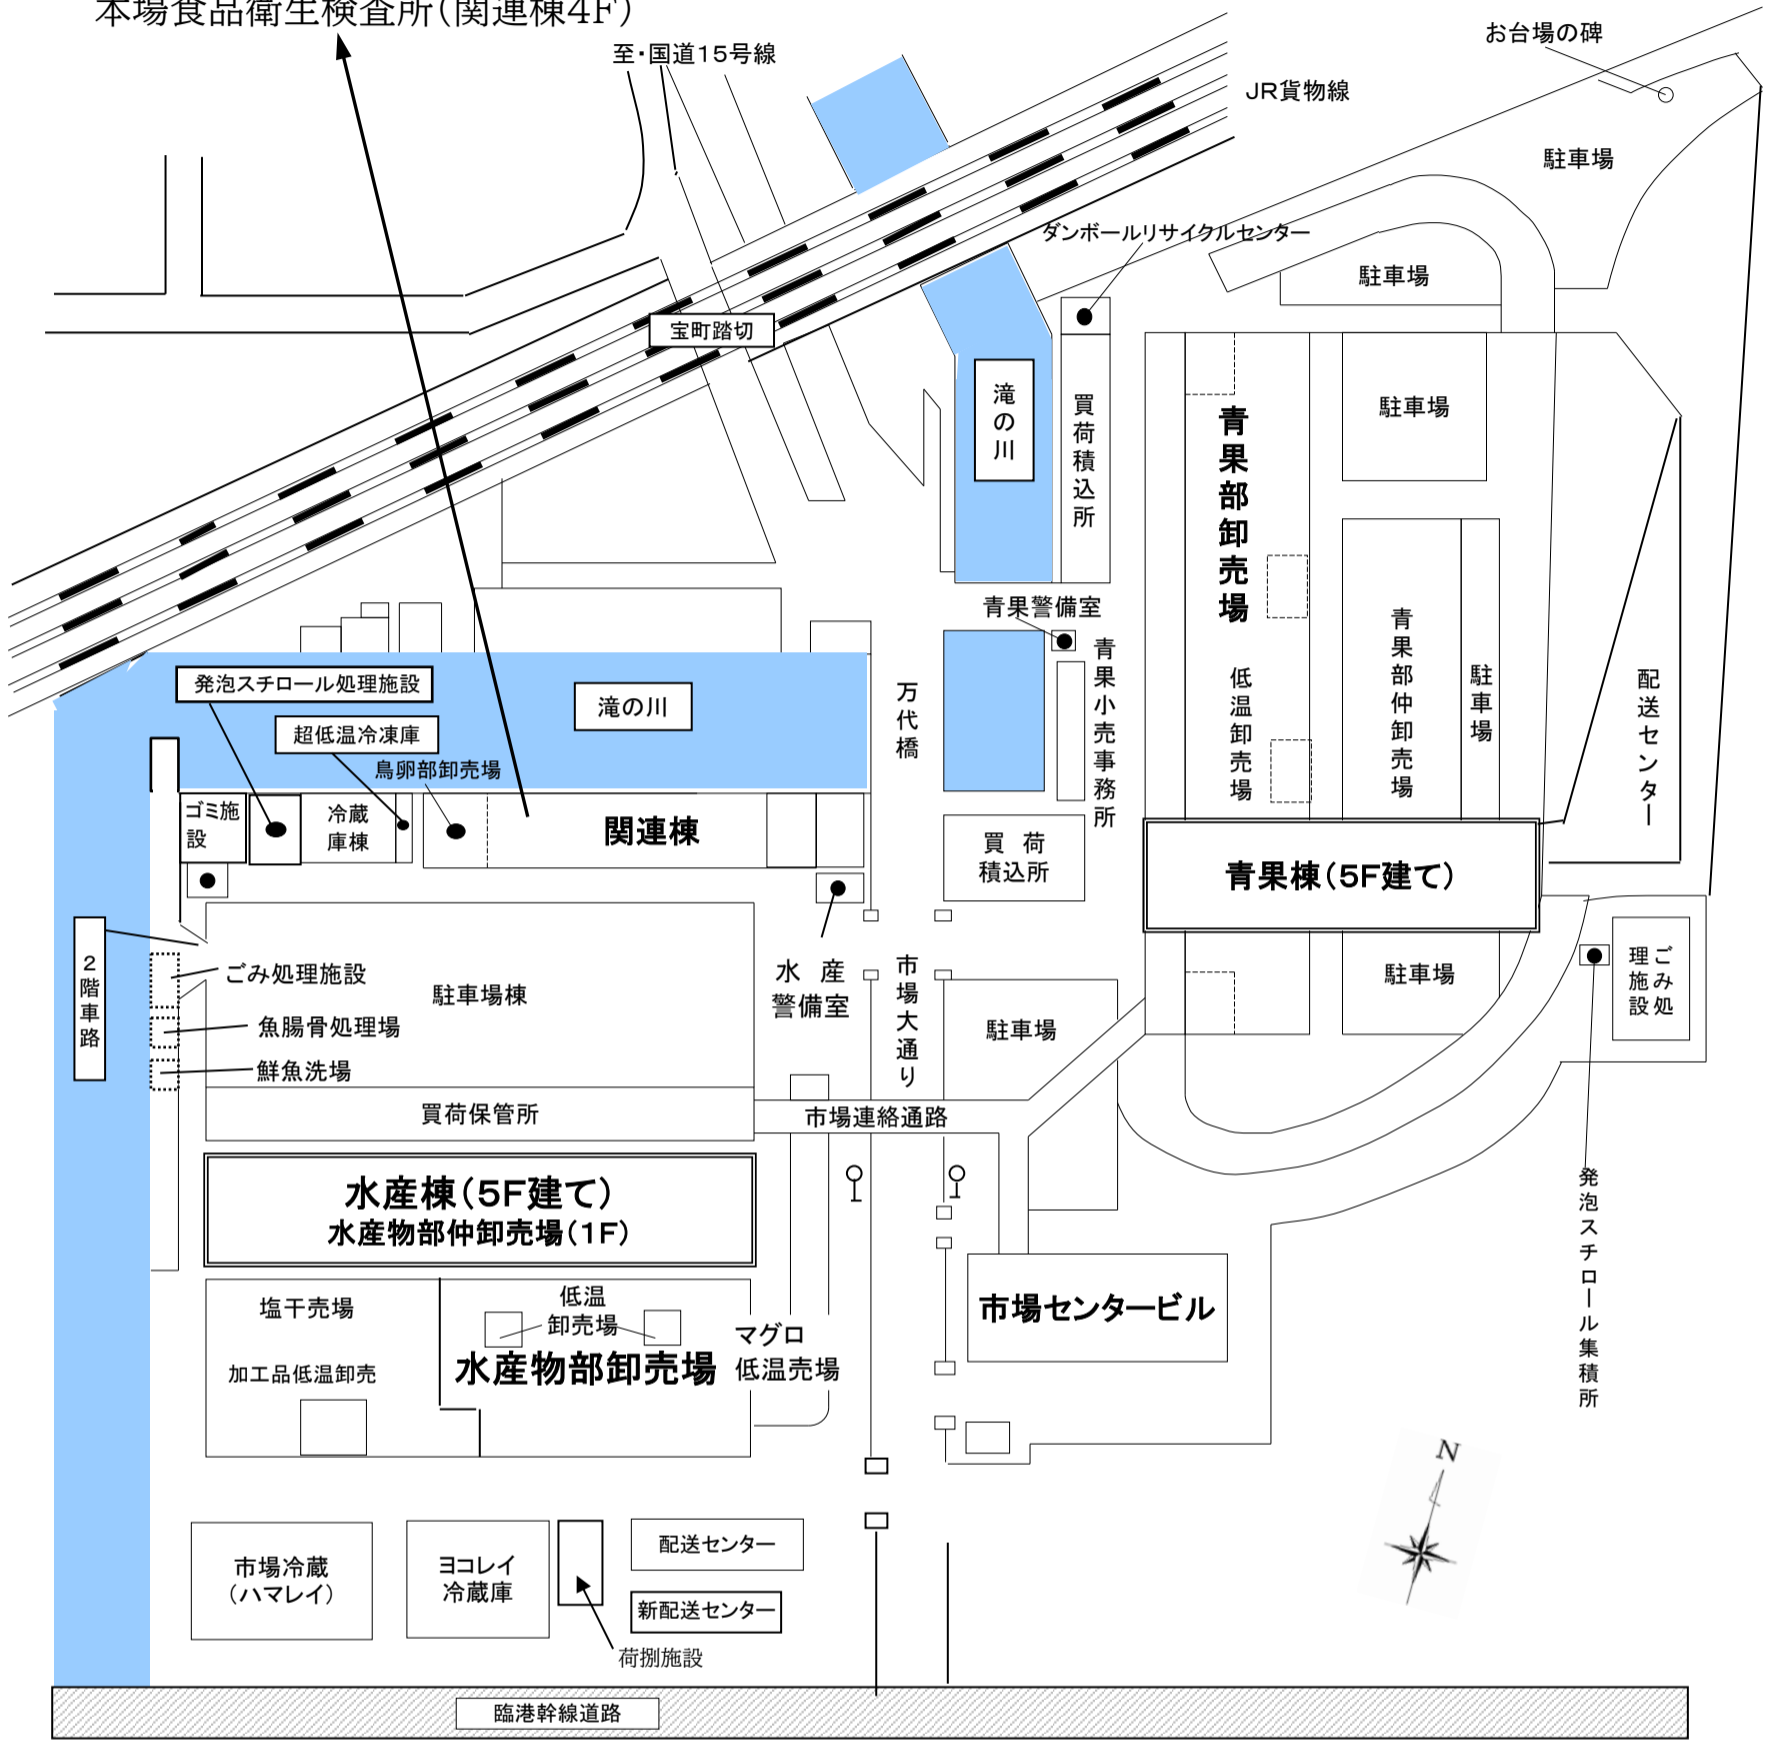 本場食品衛生検査所(関連棟4F)
至・国道15号線
お台場の碑
JR貨物線
駐車場
ダンボールリサイクルセンター
駐車場
宝町踏切
滝の川
買荷積込所
青果部卸売場
駐車場
青果警備室
青果小売事務所
低温卸売場
青果部仲卸売場
駐車場
配送センター
発泡スチロール処理施設
滝の川
万代橋
超低温冷凍庫
鳥卵部卸売場
ゴミ施
設
冷蔵
庫棟
関連棟
買 荷
積込所
青果棟(5F建て)
2階車路
ごみ処理施設
駐車場棟
水 産
警備室
市場大通り
駐車場
駐車場
ごみ処
理施設
魚腸骨処理場
鮮魚洗場
買荷保管所
市場連絡通路
水産棟(5F建て)
水産物部仲卸売場(1F)
発泡スチロール集積所
塩干売場
低温
卸売場
マグロ
低温売場
加工品低温卸売
水産物部卸売場
市場センタービル
N
市場冷蔵
(ハマレイ)
ヨコレイ
冷蔵庫
配送センター
新配送センター
荷捌施設
臨港幹線道路